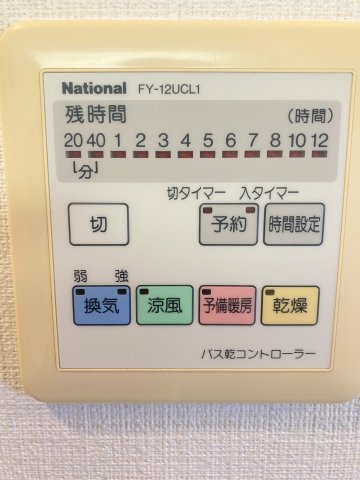 National FY-12UCL1
残時間 (時間)
20 40 1 2 3 4 5 6 7 8 10 12
[分]
切タイマー 入タイマー
切 予約 時間設定
弱 強
換気 涼風 予備暖房 乾燥
バス乾コントローラー